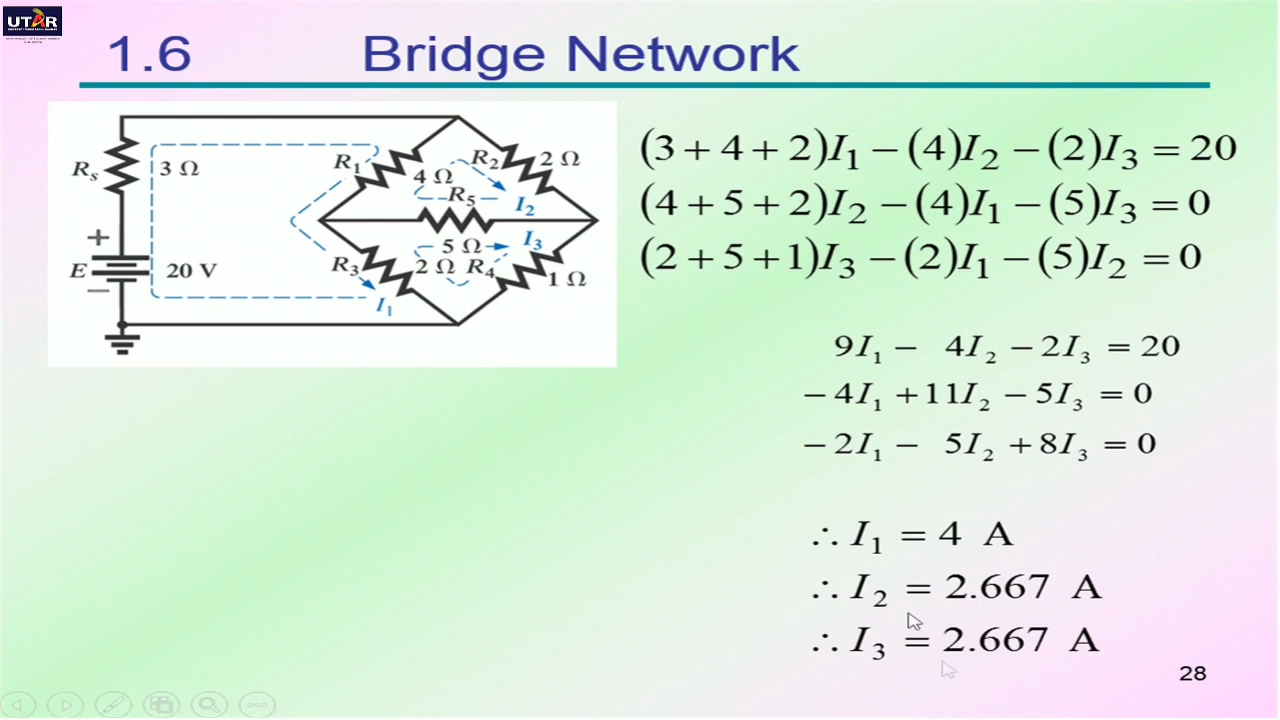 UTAR
1.6 Bridge Network
Rs
3 Ω
E
+
−
20 V
R1
4 Ω
R2
2 Ω
R5
5 Ω
I2
I3
R3
2 Ω
R4
1 Ω
I1
(3 + 4 + 2)I1 − (4)I2 − (2)I3 = 20
(4 + 5 + 2)I2 − (4)I1 − (5)I3 = 0
(2 + 5 + 1)I3 − (2)I1 − (5)I2 = 0
9I1 − 4I2 − 2I3 = 20
− 4I1 + 11I2 − 5I3 = 0
− 2I1 − 5I2 + 8I3 = 0
∴ I1 = 4 A
∴ I2 = 2.667 A
∴ I3 = 2.667 A
28